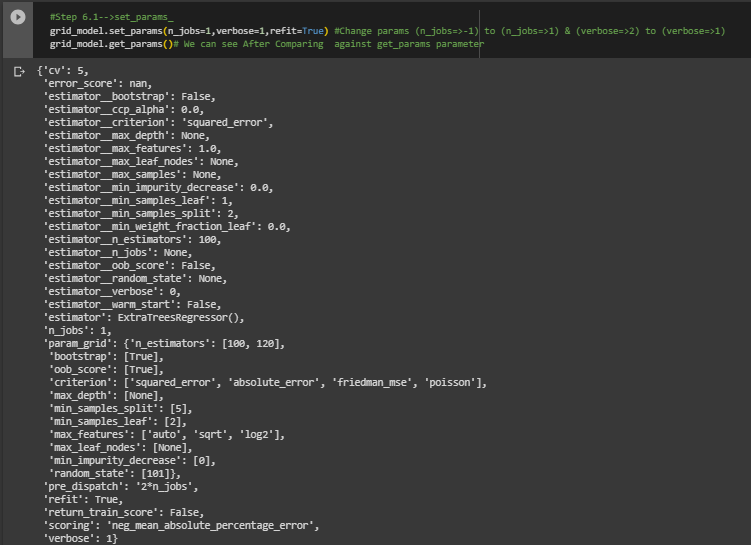 #Step 6.1-->set_params_
grid_model.set_params(n_jobs=1,verbose=1,refit=True) #Change params (n_jobs=>-1) to (n_jobs=>1) & (verbose=>2) to (verbose=>1)
grid_model.get_params()# We can see After Comparing  against get_params parameter
{'cv': 5,
 'error_score': nan,
 'estimator__bootstrap': False,
 'estimator__ccp_alpha': 0.0,
 'estimator__criterion': 'squared_error',
 'estimator__max_depth': None,
 'estimator__max_features': 1.0,
 'estimator__max_leaf_nodes': None,
 'estimator__max_samples': None,
 'estimator__min_impurity_decrease': 0.0,
 'estimator__min_samples_leaf': 1,
 'estimator__min_samples_split': 2,
 'estimator__min_weight_fraction_leaf': 0.0,
 'estimator__n_estimators': 100,
 'estimator__n_jobs': None,
 'estimator__oob_score': False,
 'estimator__random_state': None,
 'estimator__verbose': 0,
 'estimator__warm_start': False,
 'estimator': ExtraTreesRegressor(),
 'n_jobs': 1,
 'param_grid': {'n_estimators': [100, 120],
  'bootstrap': [True],
  'oob_score': [True],
  'criterion': ['squared_error', 'absolute_error', 'friedman_mse', 'poisson'],
  'max_depth': [None],
  'min_samples_split': [5],
  'min_samples_leaf': [2],
  'max_features': ['auto', 'sqrt', 'log2'],
  'max_leaf_nodes': [None],
  'min_impurity_decrease': [0],
  'random_state': [101]},
 'pre_dispatch': '2*n_jobs',
 'refit': True,
 'return_train_score': False,
 'scoring': 'neg_mean_absolute_percentage_error',
 'verbose': 1}